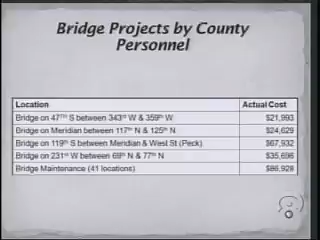 Bridge Projects by County
Personnel
Location Actual Cost
Bridge on 47TH S between 343rd W & 359th W $21,993
Bridge on Meridian between 117th N & 125th N $24,629
Bridge on 119th S between Meridian & West St (Peck) $67,932
Bridge on 231st W between 69th N & 77th N $35,696
Bridge Maintenance (41 locations) $86,928